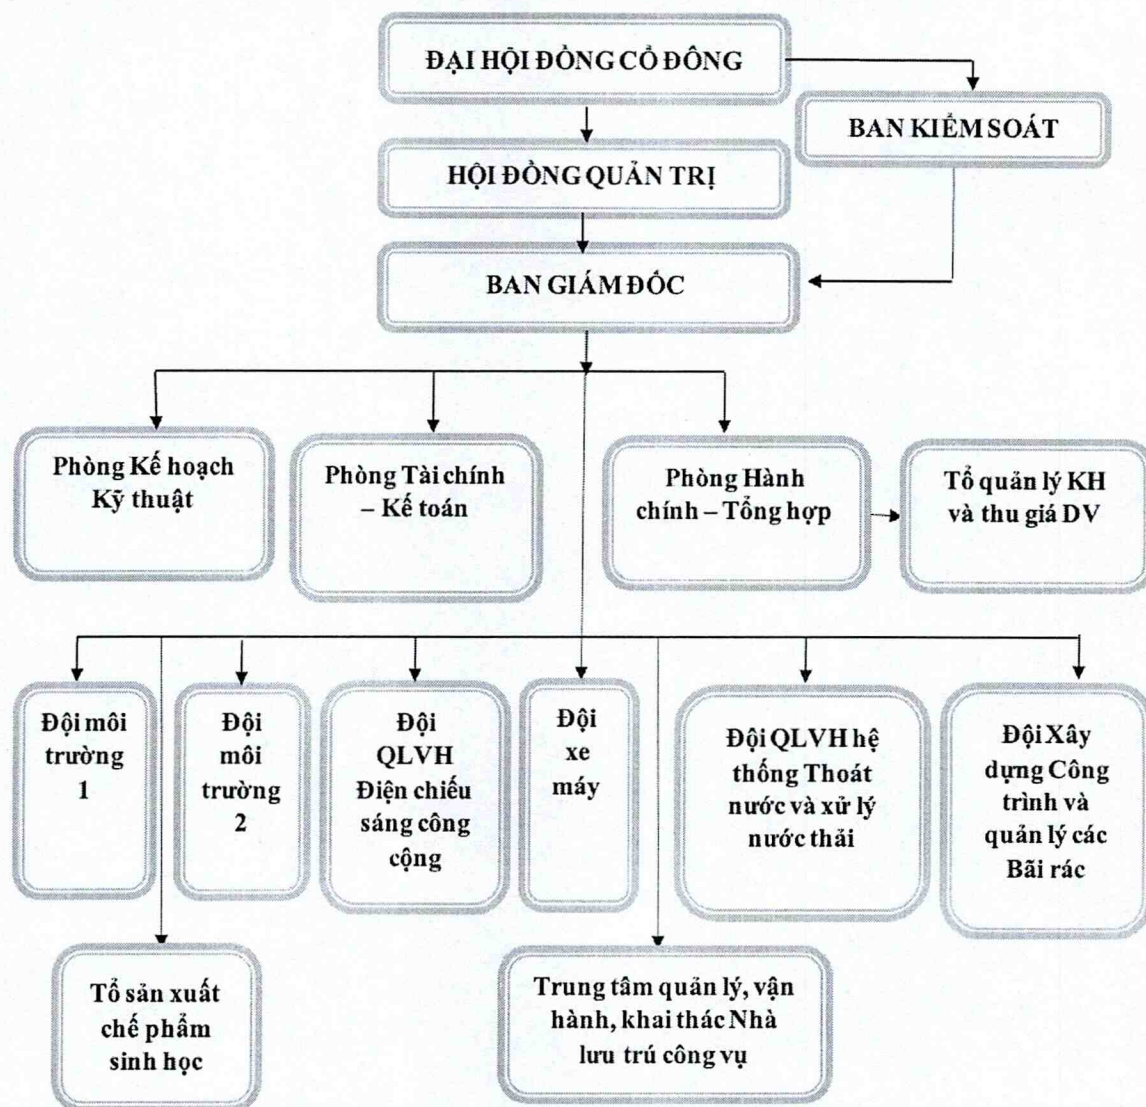 ĐẠI HỘI ĐỒNG CỔ ĐÔNG
BAN KIỂM SOÁT
HỘI ĐỒNG QUẢN TRỊ
BAN GIÁM ĐỐC
Phòng Kế hoạch
Kỹ thuật
Phòng Tài chính
– Kế toán
Phòng Hành
chính – Tổng hợp
Tổ quản lý KH
và thu giá DV
Đội môi
trường
1
Đội
môi
trường
2
Đội
QLVH
Điện chiếu
sáng công
cộng
Đội
xe
máy
Đội QLVH hệ
thống Thoát
nước và xử lý
nước thải
Đội Xây
dựng Công
trình và
quản lý các
Bãi rác
Tổ sản xuất
chế phẩm
sinh học
Trung tâm quản lý, vận
hành, khai thác Nhà
lưu trú công vụ